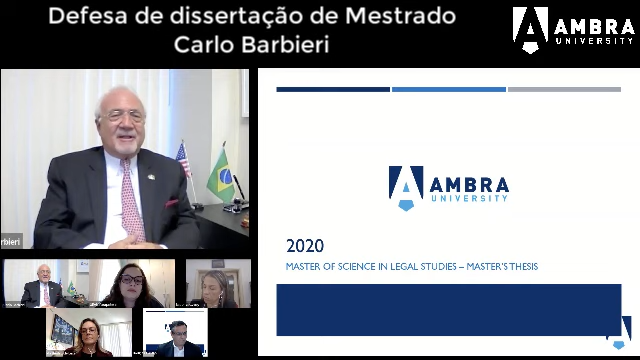 Defesa de dissertação de Mestrado
Carlo Barbieri
AMBRA
UNIVERSITY
rbieri
AMBRA
UNIVERSITY
2020
MASTER OF SCIENCE IN LEGAL STUDIES – MASTER'S THESIS